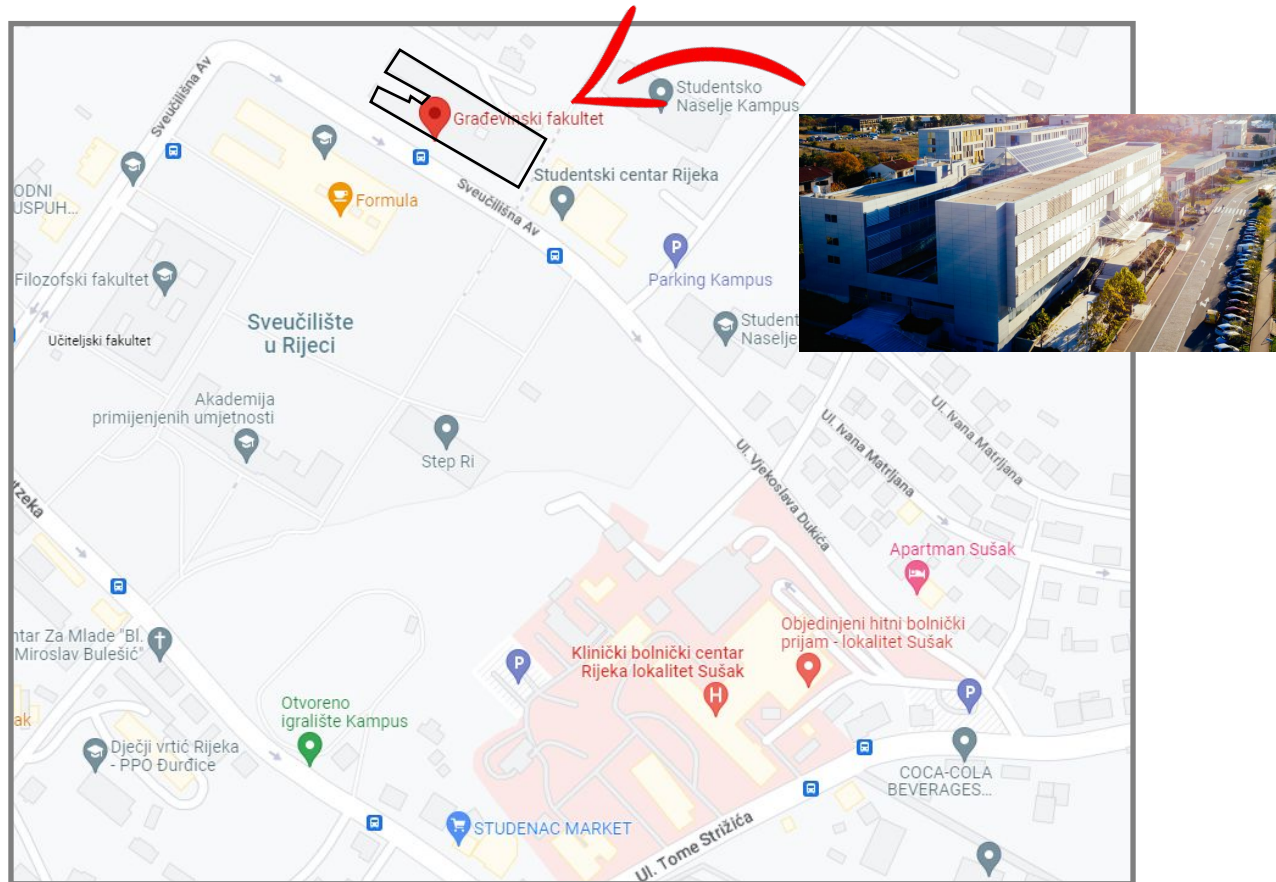 Sveučilišna Av
Studentsko
Naselje Kampus
Građevinski fakultet
Studentski centar Rijeka
Sveučilišna Av
ODNI
USPUH...
Formula
Filozofski fakultet
Parking Kampus
Učiteljski fakultet
Sveučilište
u Rijeci
Student
Naselje
Akademija
primijenjenih umjetnosti
Step Ri
Ul. Ivana Matrljana
Ul. Ivana Matrljana
Ul. Vjekoslava Dukića
tzeka
Apartman Sušak
Objedinjeni hitni bolnički
prijam - lokalitet Sušak
ntar Za Mlade "Bl.
Miroslav Bulešić"
Klinički bolnički centar
Rijeka lokalitet Sušak
P
H
P
P
Otvoreno
igralište Kampus
ak
Dječji vrtić Rijeka
- PPO Đurđice
COCA-COLA
BEVERAGES...
STUDENAC MARKET
Ul. Tome Strižića